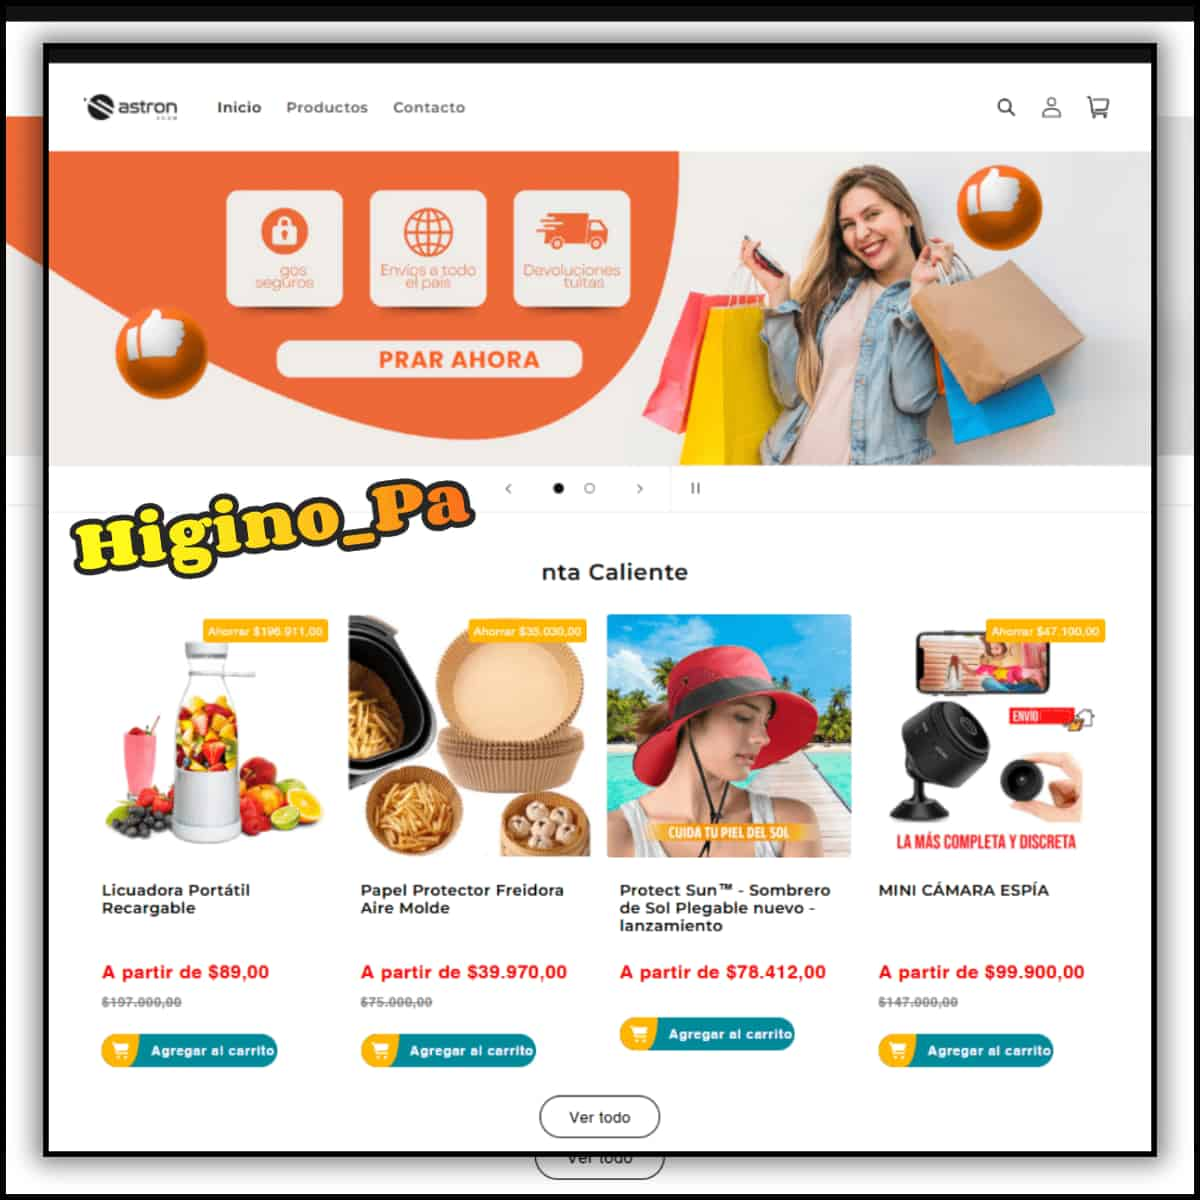 astron
Inicio Productos Contacto
gos
seguros
Envíos a todo
el país
Devoluciones
tuitas
PRAR AHORA
Higino_Pa
nta Caliente
Ahorrar $196.911,00
Ahorrar $35.030,00
Ahorrar $47.100,00
ENVIO
CUIDA TU PIEL DEL SOL
LA MÁS COMPLETA Y DISCRETA
Licuadora Portátil
Recargable
Papel Protector Freidora
Aire Molde
Protect Sun™ - Sombrero
de Sol Plegable nuevo -
lanzamiento
MINI CÁMARA ESPÍA
A partir de $89,00
$197.000,00
A partir de $39.970,00
$75.000,00
A partir de $78.412,00
A partir de $99.900,00
$147.000,00
Agregar al carrito
Agregar al carrito
Agregar al carrito
Agregar al carrito
Ver todo
Ver todo